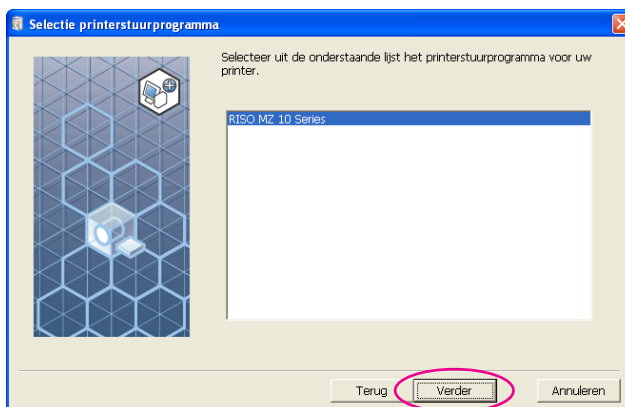 Selectie printerstuurprogramma
Selecteer uit de onderstaande lijst het printerstuurprogramma voor uw
printer.
RISO MZ 10 Series
Terug
Verder
Annuleren